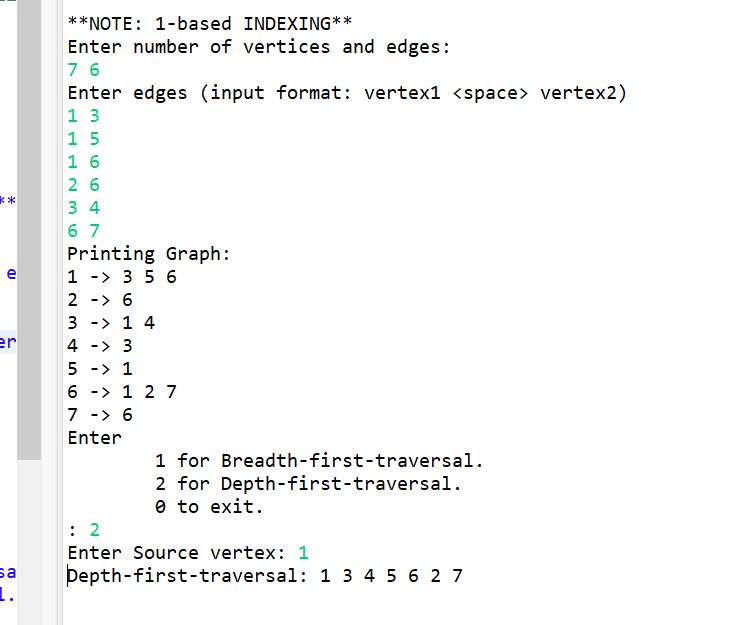 **NOTE: 1-based INDEXING**
Enter number of vertices and edges:
7 6
Enter edges (input format: vertex1 <space> vertex2)
1 3
1 5
1 6
2 6
3 4
6 7
Printing Graph:
1 -> 3 5 6
2 -> 6
3 -> 1 4
4 -> 3
5 -> 1
6 -> 1 2 7
7 -> 6
Enter
1 for Breadth-first-traversal.
2 for Depth-first-traversal.
0 to exit.
: 2
Enter Source vertex: 1
Depth-first-traversal: 1 3 4 5 6 2 7
**
e
er
sa
l.